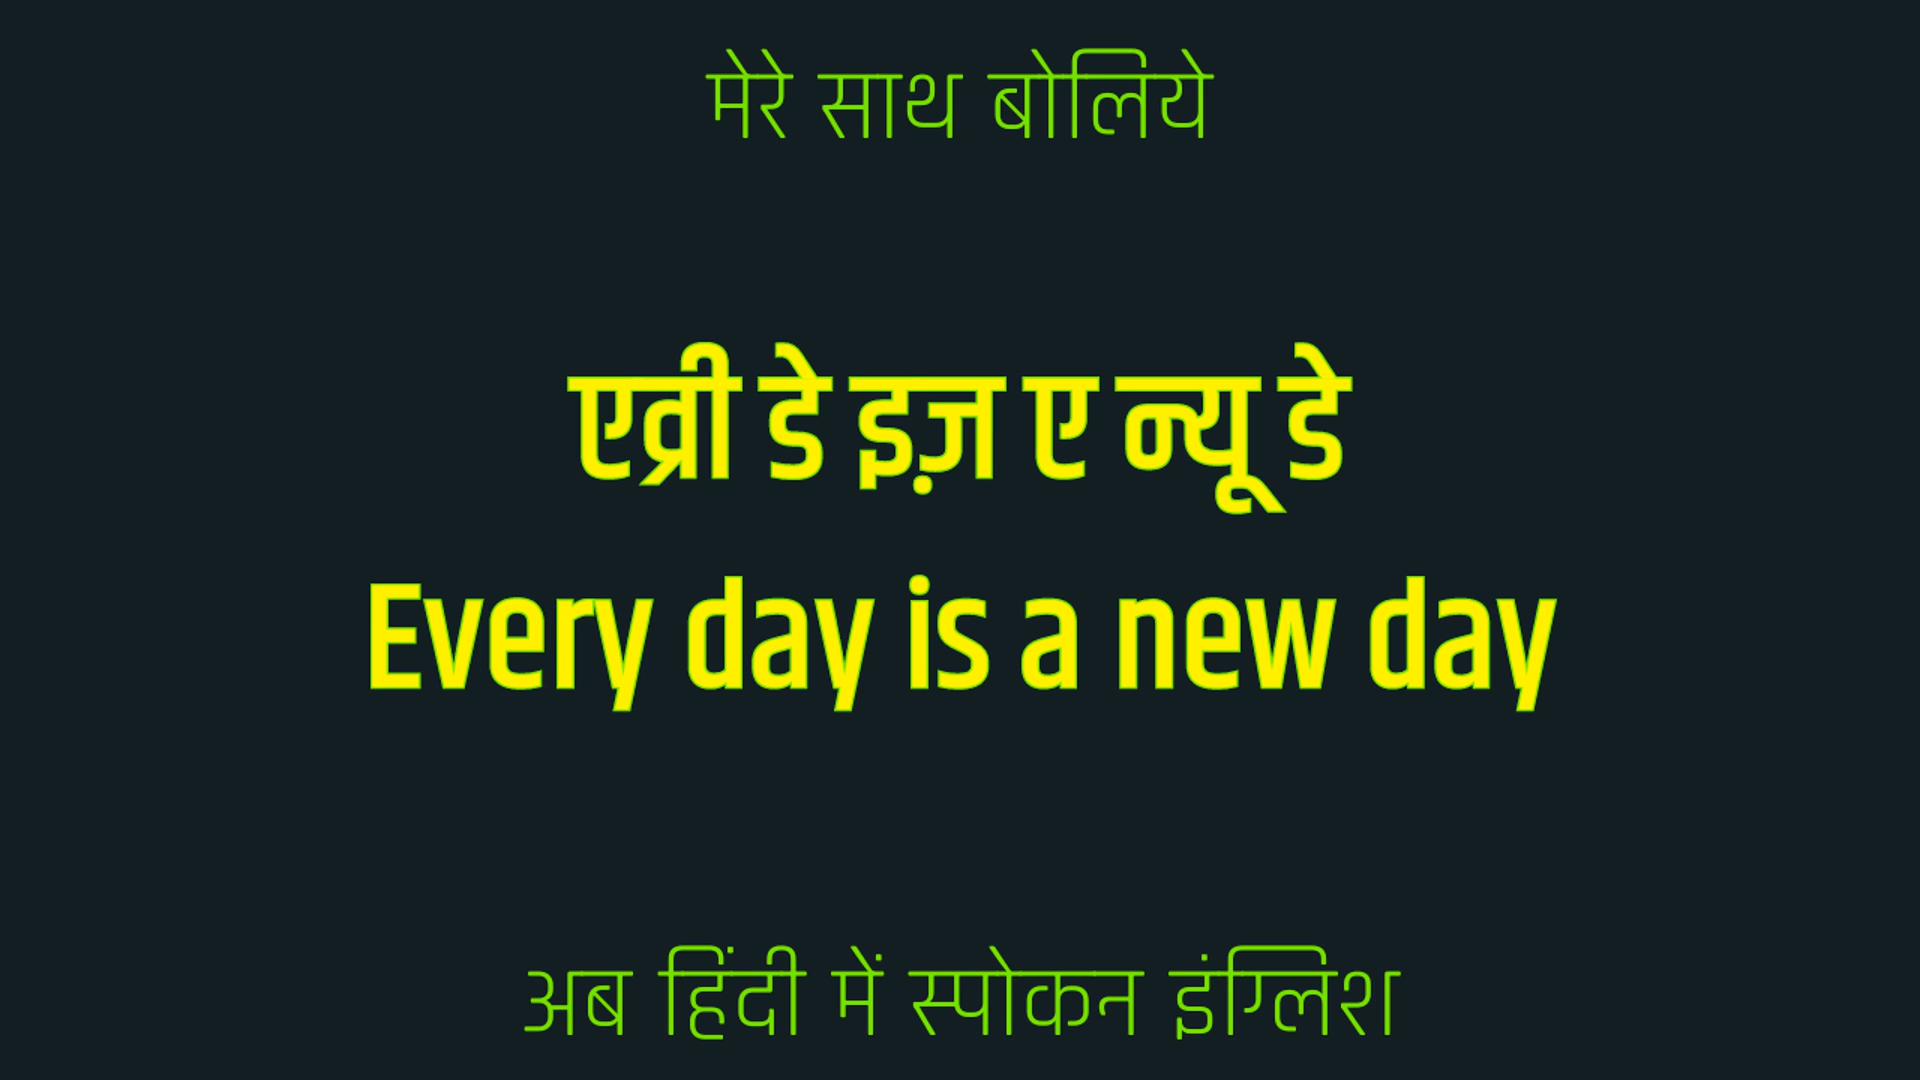 मेरे साथ बोलिये
एव्री डे इज़ ए न्यू डे
Every day is a new day
अब हिंदी में स्पोकन इंग्लिश